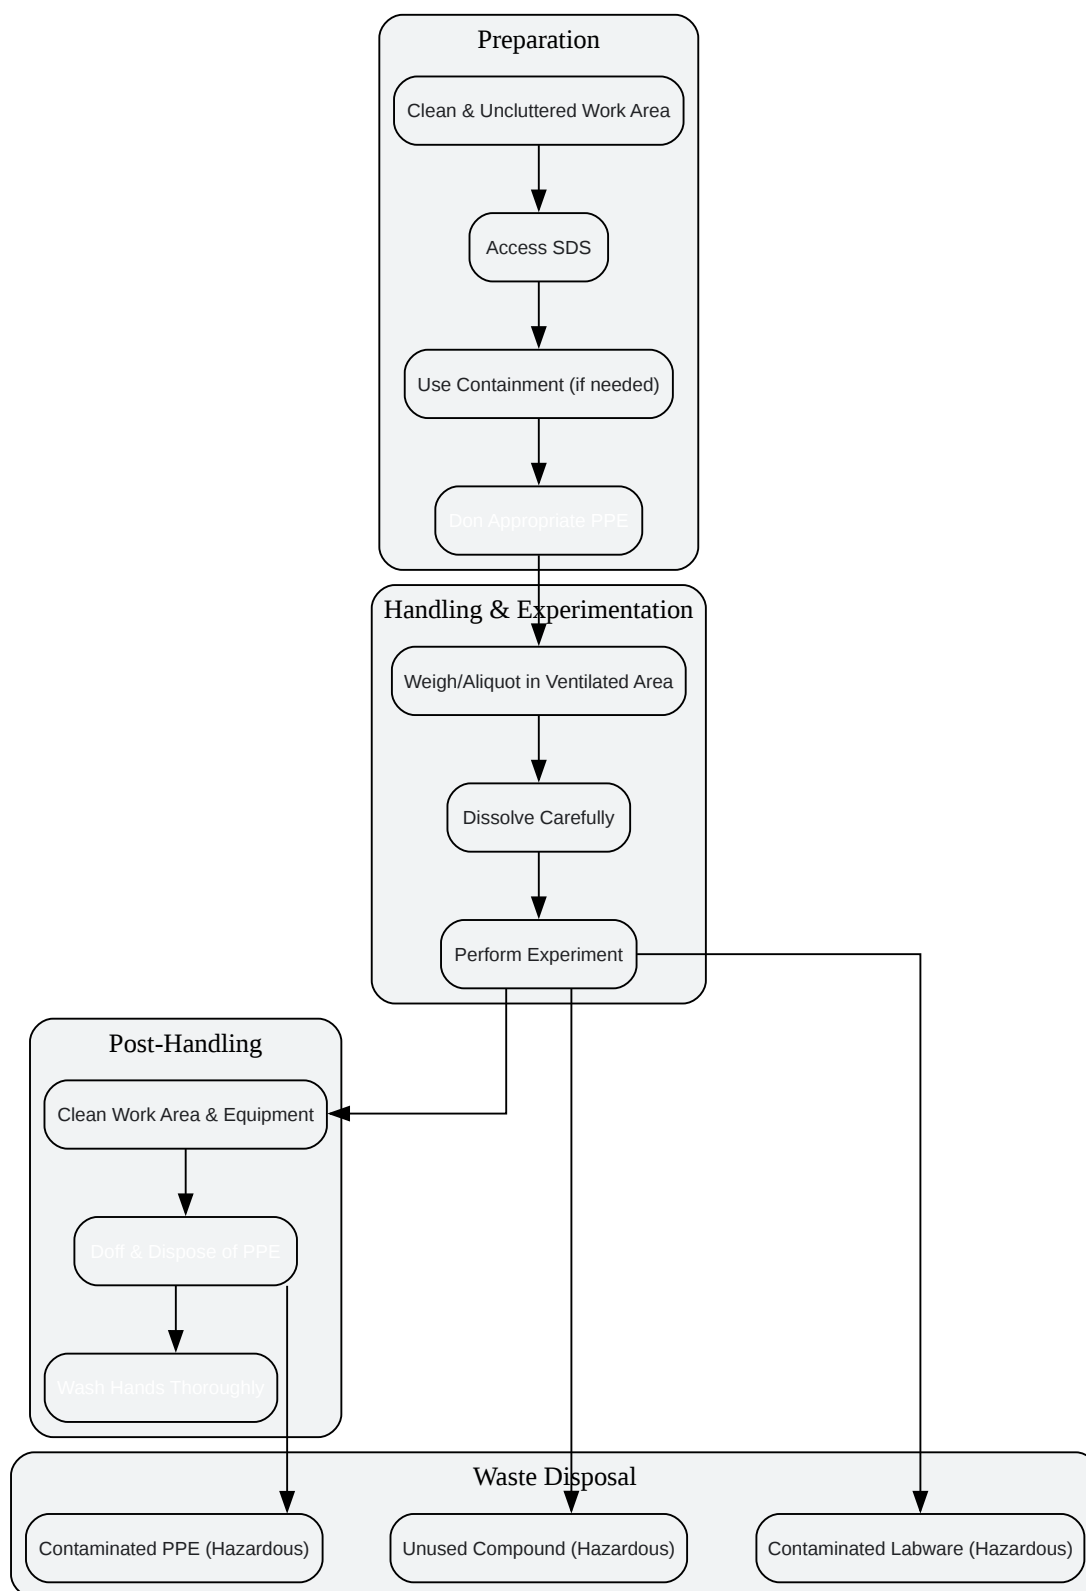 Preparation
Clean & Uncluttered Work Area
Access SDS
Use Containment (if needed)
Don Appropriate PPE
Handling & Experimentation
Weigh/Aliquot in Ventilated Area
Dissolve Carefully
Perform Experiment
Post-Handling
Clean Work Area & Equipment
Doff & Dispose of PPE
Wash Hands Thoroughly
Waste Disposal
Contaminated PPE (Hazardous)
Unused Compound (Hazardous)
Contaminated Labware (Hazardous)